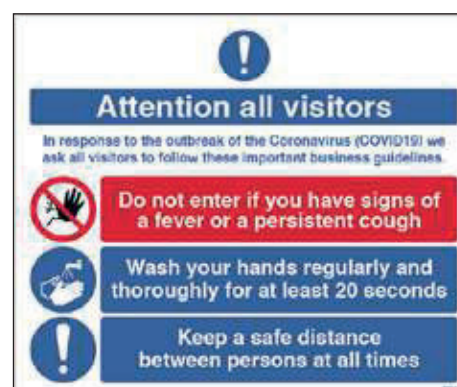 Attention all visitors
In response to the outbreak of the Coronavirus (COVID19) we
ask all visitors to follow these important business guidelines.
Do not enter if you have signs of
a fever or a persistent cough
Wash your hands regularly and
thoroughly for at least 20 seconds
Keep a safe distance
between persons at all times